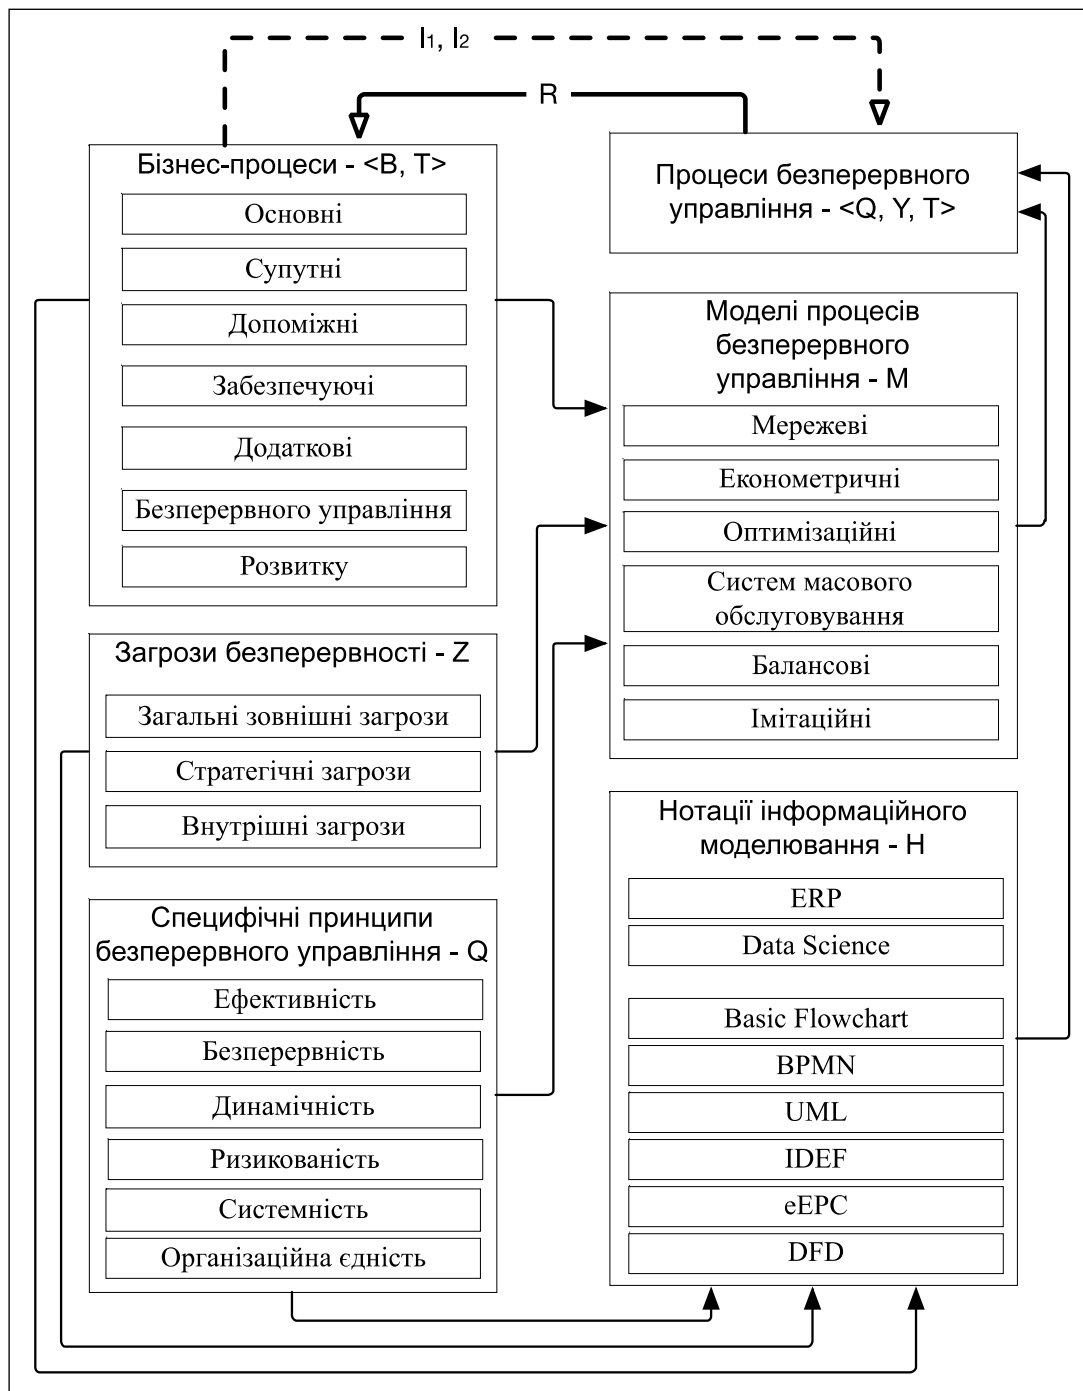 I1, I2
R
Бізнес-процеси - <B, T>
Основні
Супутні
Допоміжні
Забезпечуючі
Додаткові
Безперервного управління
Розвитку
Загрози безперервності - Z
Загальні зовнішні загрози
Стратегічні загрози
Внутрішні загрози
Специфічні принципи
безперервного управління - Q
Ефективність
Безперервність
Динамічність
Ризикованість
Системність
Організаційна єдність
Процеси безперервного
управління - <Q, Y, T>
Моделі процесів
безперервного
управління - M
Мережеві
Економетричні
Оптимізаційні
Систем масового
обслуговування
Балансові
Імітаційні
Нотації інформаційного
моделювання - H
ERP
Data Science
Basic Flowchart
BPMN
UML
IDEF
eEPC
DFD